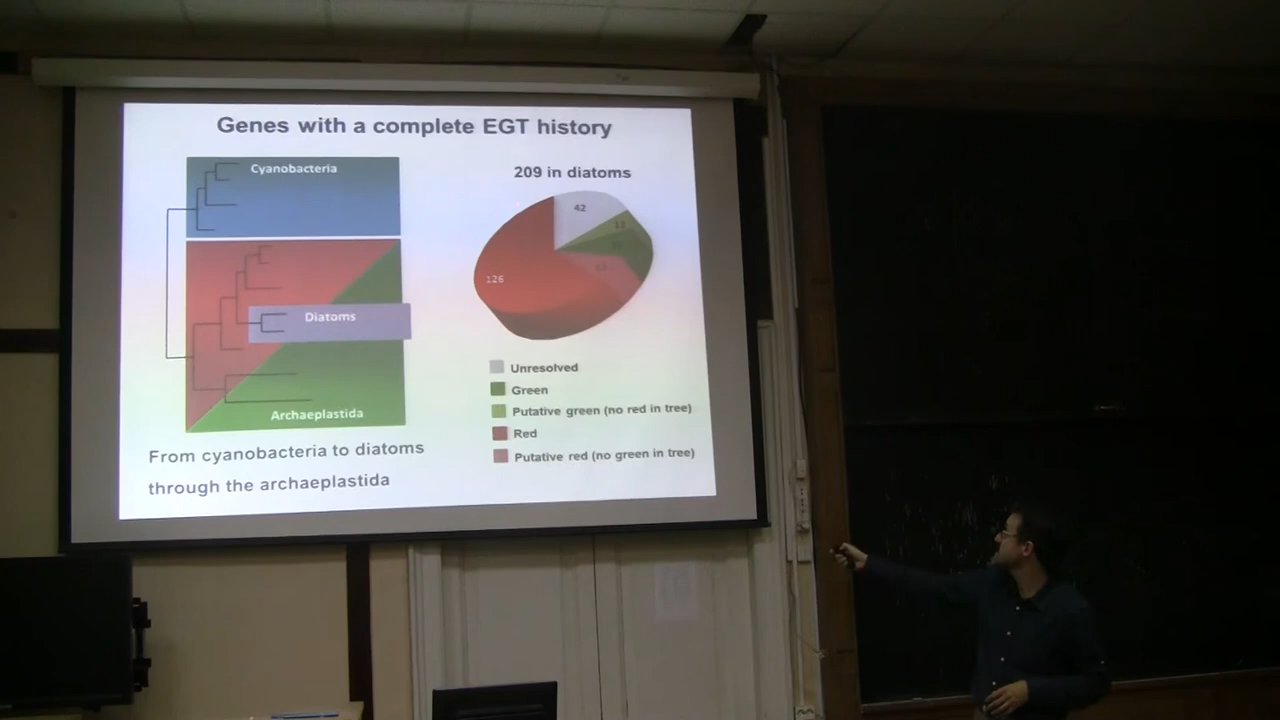 Genes with a complete EGT history
Cyanobacteria
Diatoms
Archaeplastida
From cyanobacteria to diatoms
through the archaeplastida
209 in diatoms
42
126
Unresolved
Green
Putative green (no red in tree)
Red
Putative red (no green in tree)